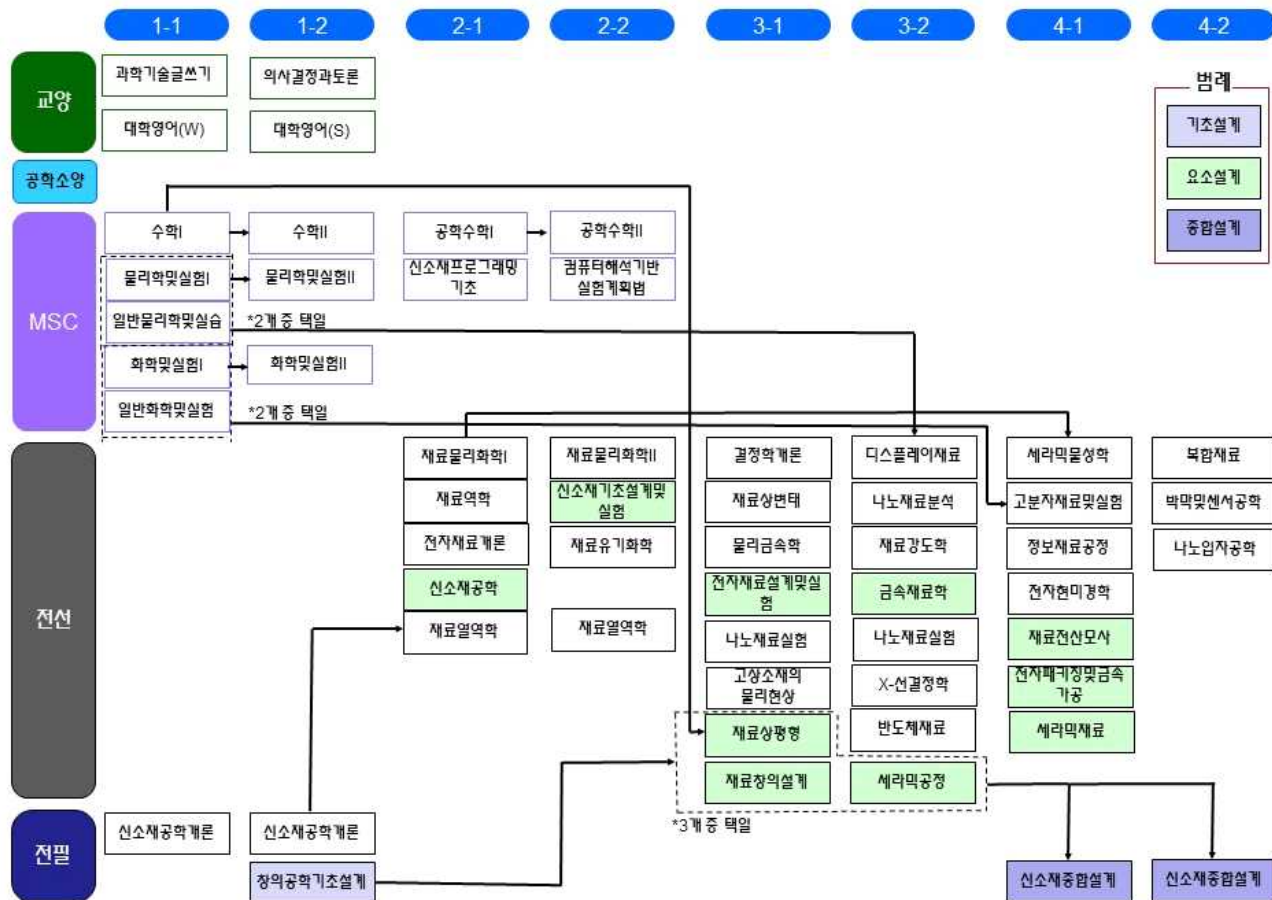 1-1
1-2
2-1
2-2
3-1
3-2
4-1
4-2
교양
과학기술글쓰기
의사결정과토론
대학영어(W)
대학영어(S)
범례
기초설계
요소설계
종합설계
공학소양
MSC
수학I
수학II
공학수학I
공학수학II
물리학및실험I
물리학및실험II
신소재프로그래밍
기초
컴퓨터해석기반
실험계획법
일반물리학및실습
*2개 중 택일
화학및실험I
화학및실험II
일반화학및실험
*2개 중 택일
전선
재료물리화학I
재료물리화학II
결정학개론
디스플레이재료
세라믹물성학
복합재료
재료역학
신소재기초설계및
실험
재료상변태
나노재료분석
고분자재료및실험
박막및센서공학
전자재료개론
재료유기화학
물리금속학
재료강도학
정보재료공정
나노입자공학
신소재공학
전자재료설계및실
험
금속재료학
전자현미경학
재료열역학
재료열역학
나노재료실험
나노재료실험
재료전산모사
고상소재의
물리현상
X-선결정학
전자패키징및금속
가공
재료상평형
반도체재료
세라믹재료
재료창의설계
세라믹공정
*3개 중 택일
전필
신소재공학개론
신소재공학개론
창의공학기초설계
신소재종합설계
신소재종합설계